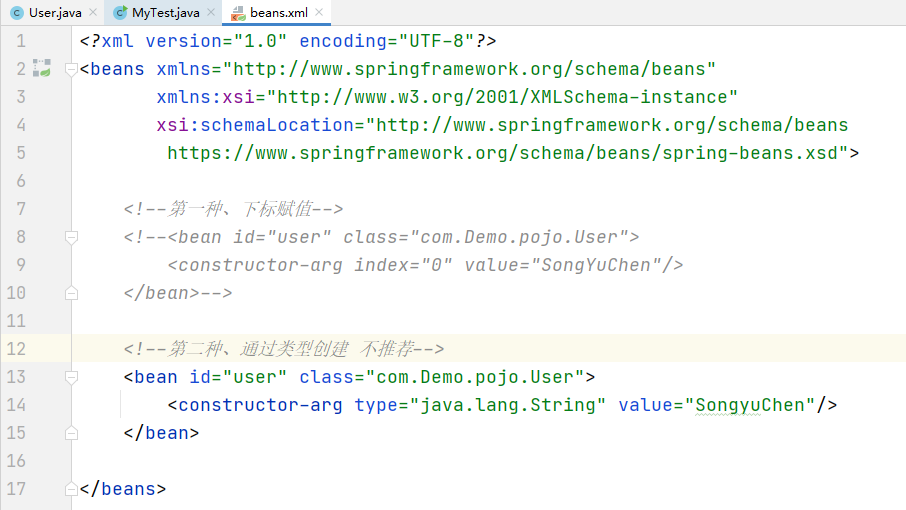 User.java MyTest.java beans.xml
1 <?xml version="1.0" encoding="UTF-8"?>
2 <beans xmlns="http://www.springframework.org/schema/beans"
3 xmlns:xsi="http://www.w3.org/2001/XMLSchema-instance"
4 xsi:schemaLocation="http://www.springframework.org/schema/beans
5 https://www.springframework.org/schema/beans/spring-beans.xsd">
6
7 <!--第一种、下标赋值-->
8 <!--<bean id="user" class="com.Demo.pojo.User">
9 <constructor-arg index="0" value="SongYuChen"/>
10 </bean>-->
11
12 <!--第二种、通过类型创建 不推荐-->
13 <bean id="user" class="com.Demo.pojo.User">
14 <constructor-arg type="java.lang.String" value="SongyuChen"/>
15 </bean>
16
17 </beans>